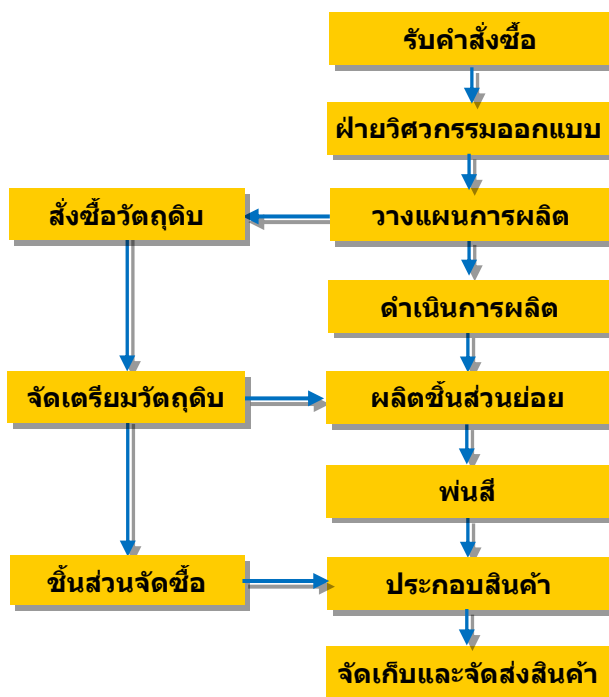 รับคำสั่งซื้อ
ฝ่ายวิศวกรรมออกแบบ
สั่งซื้อวัตถุดิบ
วางแผนการผลิต
ดำเนินการผลิต
จัดเตรียมวัตถุดิบ
ผลิตชิ้นส่วนย่อย
พ่นสี
ชิ้นส่วนจัดซื้อ
ประกอบสินค้า
จัดเก็บและจัดส่งสินค้า